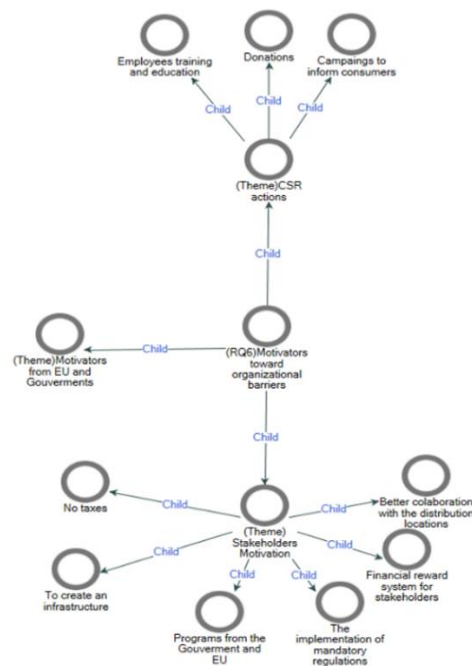 Employees training
and education
Donations
Campaings to
inform consumers
Child
Child
Child
(Theme)CSR
actions
Child
(Theme)Motivators
from EU and
Gouverments
Child
(RQ6)Motivators
toward
organizational
barriers
Child
No taxes
Child
(Theme)
Stakeholders
Motivation
Child
Better colaboration
with the distribution
locations
To create an
infrastructure
Child
Child
Financial reward
system for
stakeholders
Child
Child
Programs from the
Gouverment and
EU
The
implementation of
mandatory
regulations